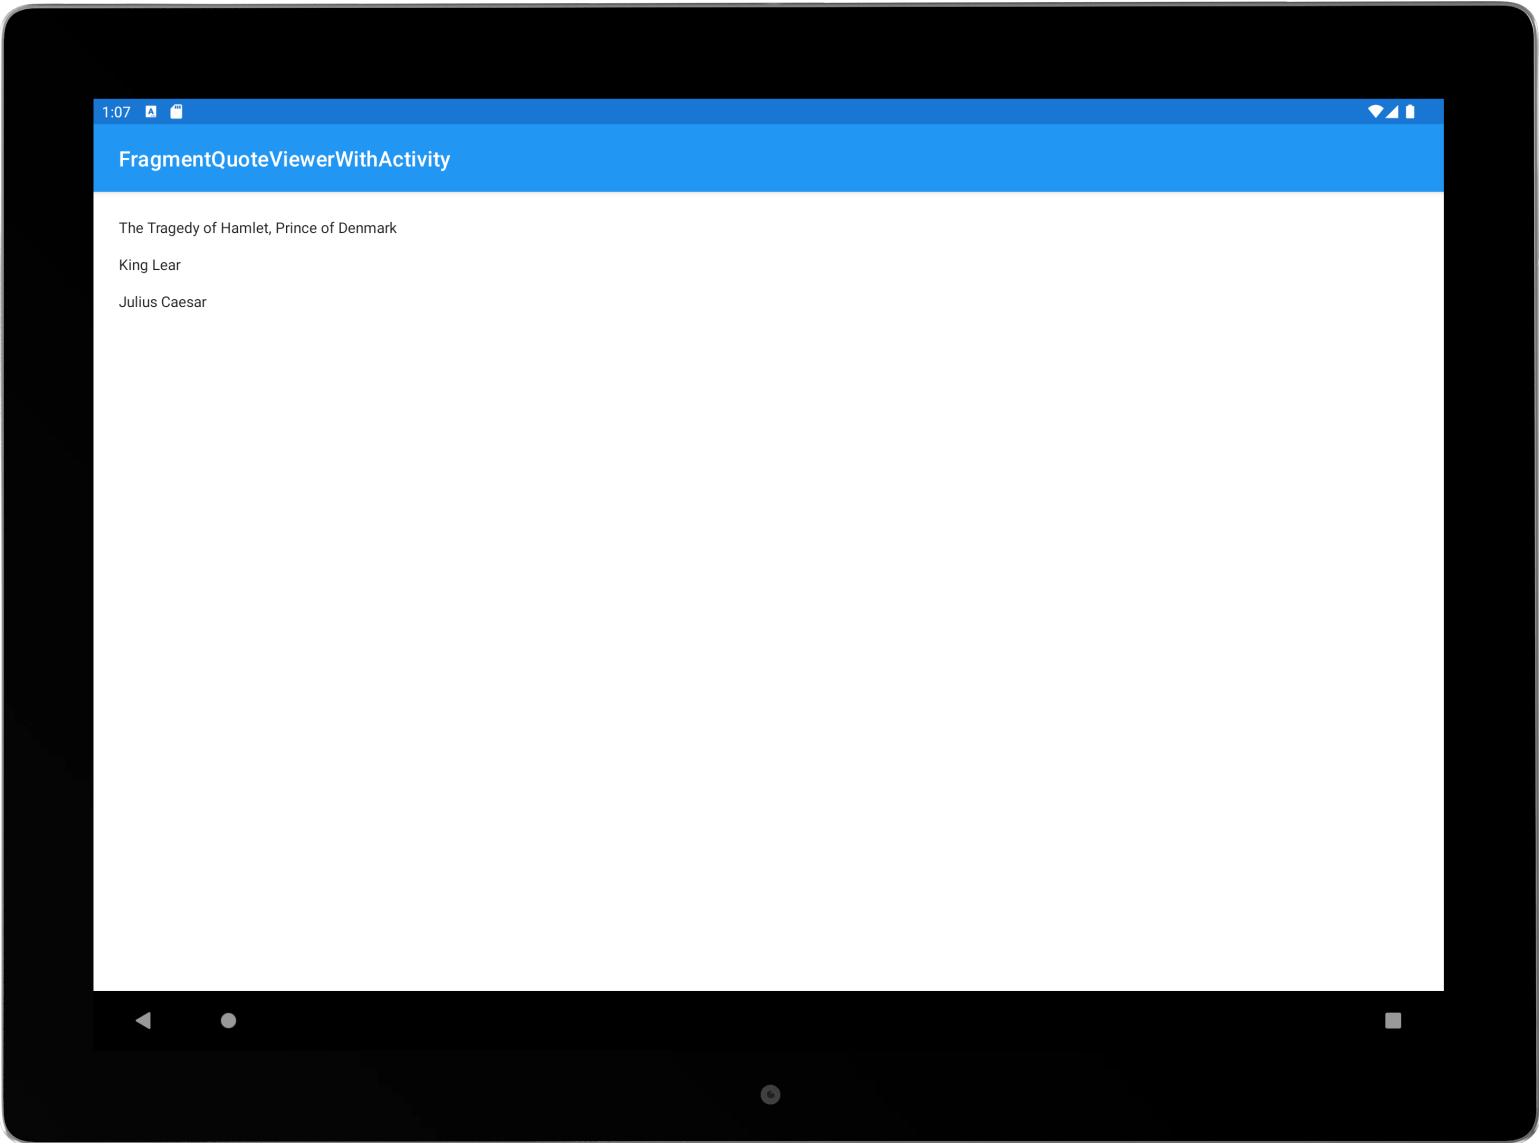 1:07
FragmentQuoteViewerWithActivity
The Tragedy of Hamlet, Prince of Denmark
King Lear
Julius Caesar